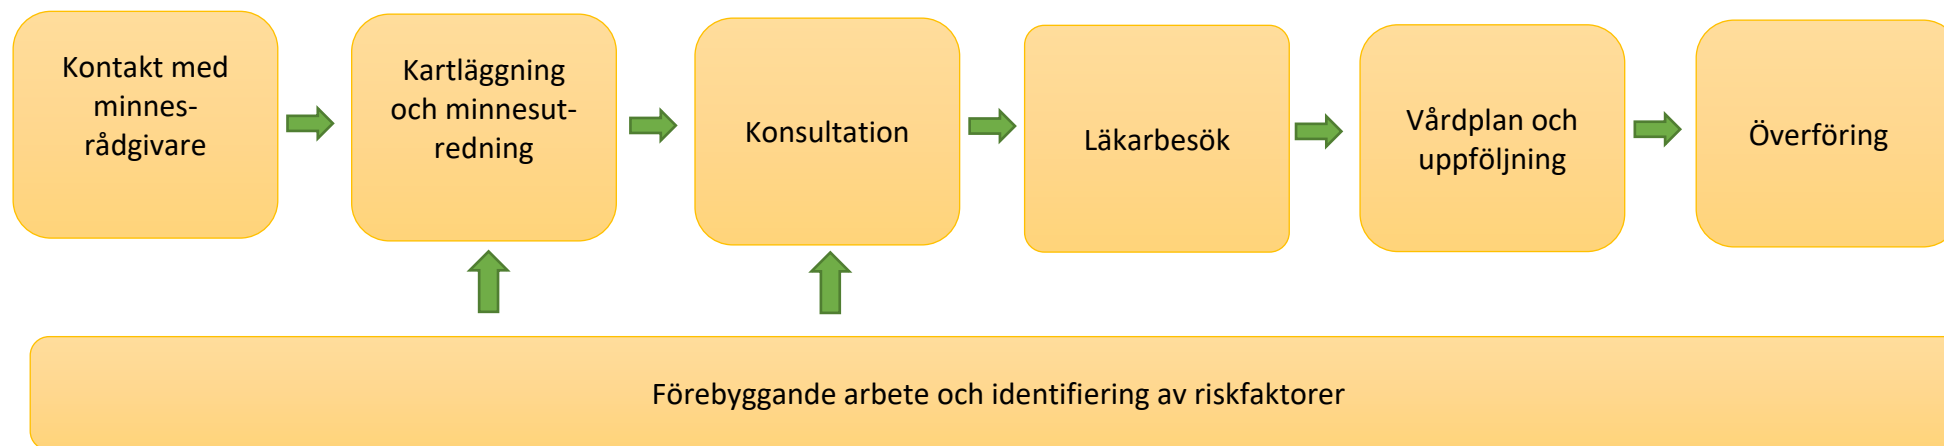 Kontakt med
minnes-
rådgivare
Kartläggning
och minnesut-
redning
Konsultation
Läkarbesök
Vårdplan och
uppföljning
Överföring
Förebyggande arbete och identifiering av riskfaktorer